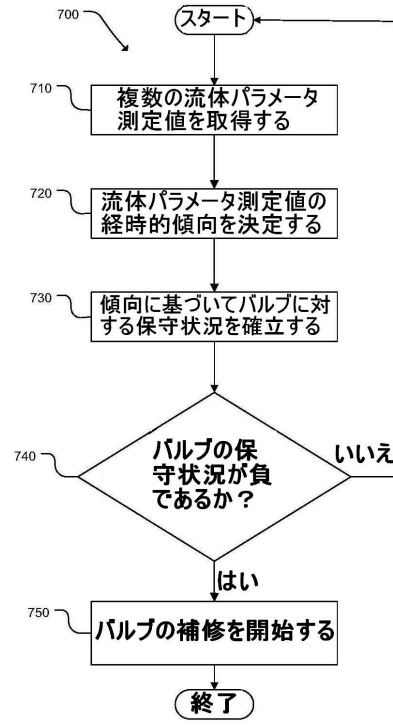 700
スタート
710
複数の流体パラメータ
測定値を取得する
720
流体パラメータ測定値の
経時的傾向を決定する
730
傾向に基づいてバルブに対
する保守状況を確立する
740
バルブの保
守状況が負
であるか？
いいえ
はい
750
バルブの補修を開始する
終了